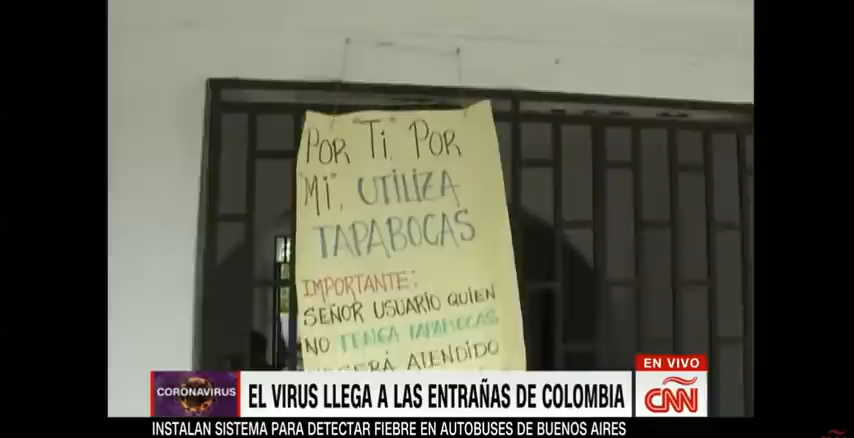 POR "TI" POR
"MI", UTILIZA
TAPABOCAS
IMPORTANTE:
SEÑOR USUARIO QUIEN
NO TENGA TAPABOCAS
SERÁ ATENDIDO
EN VIVO
CORONAVIRUS
EL VIRUS LLEGA A LAS ENTRAÑAS DE COLOMBIA
CNN
INSTALAN SISTEMA PARA DETECTAR FIEBRE EN AUTOBUSES DE BUENOS AIRES